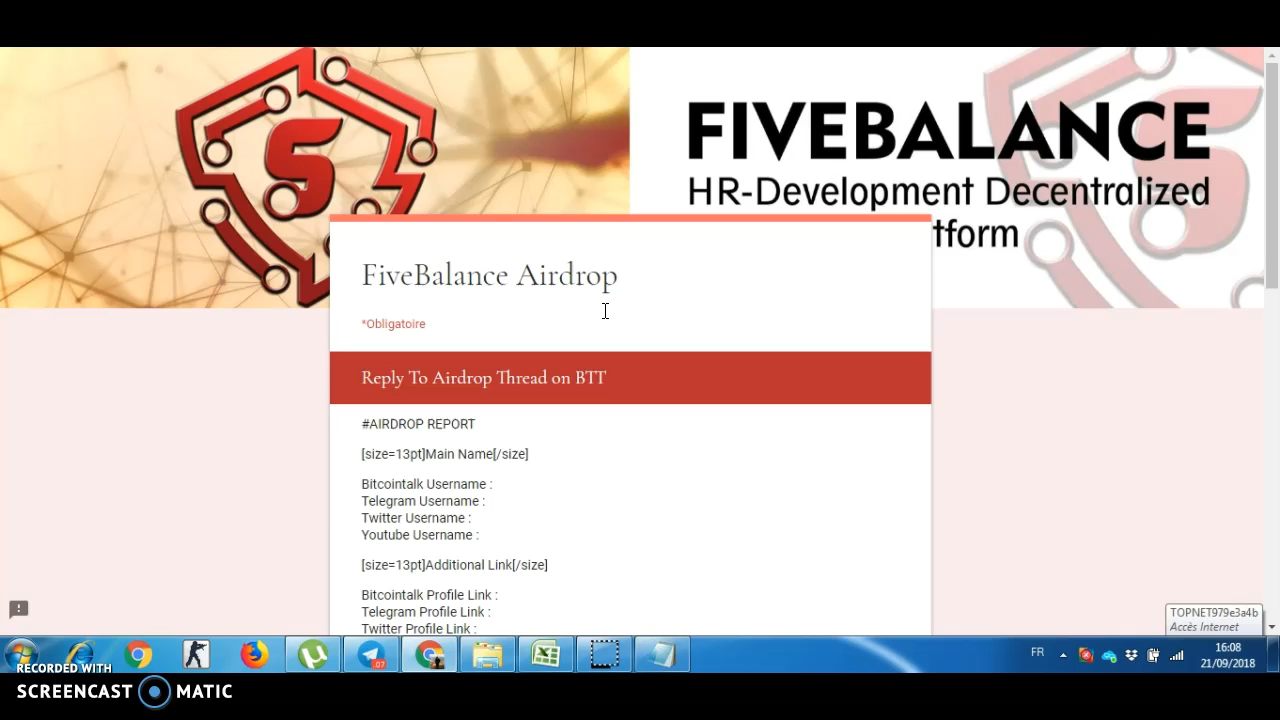 FIVEBALANCE
HR-Development Decentralized
tform
FiveBalance Airdrop
*Obligatoire
Reply To Airdrop Thread on BTT
#AIRDROP REPORT
[size=13pt]Main Name[/size]
Bitcointalk Username :
Telegram Username :
Twitter Username :
Youtube Username :
[size=13pt]Additional Link[/size]
Bitcointalk Profile Link :
Telegram Profile Link :
Twitter Profile Link :
TOPNET979e3a4b
Accès Internet
07
FR
16:08
21/09/2018
RECORDED WITH
SCREENCAST MATIC